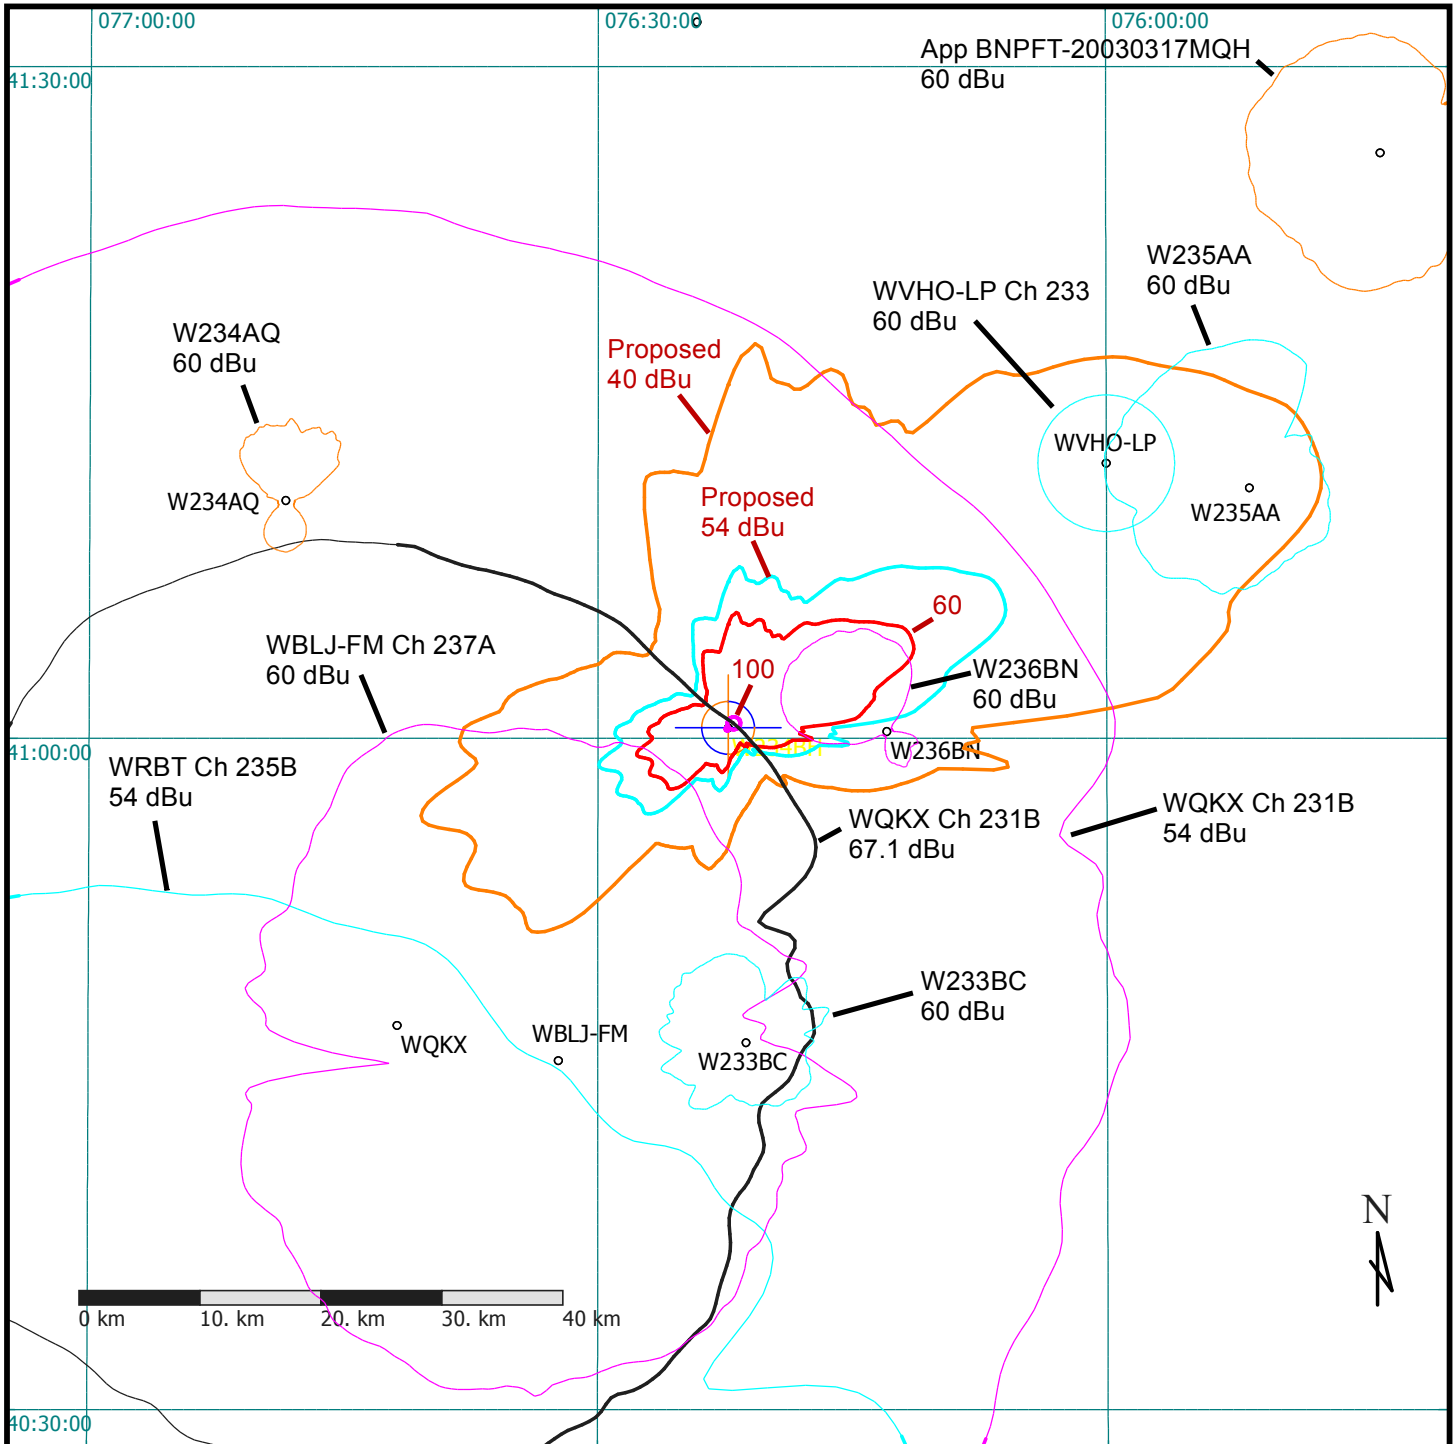 077:00:00
076:30:00
076:00:00
41:30:00
App BNPFT-20030317MQH
60 dBu
W235AA
60 dBu
WVHO-LP Ch 233
60 dBu
W234AQ
60 dBu
Proposed
40 dBu
WVHO-LP
W234AQ
W235AA
Proposed
54 dBu
60
WBLJ-FM Ch 237A
60 dBu
100
W236BN
60 dBu
41:00:00
W236BN
WRBT Ch 235B
54 dBu
WQKX Ch 231B
67.1 dBu
WQKX Ch 231B
54 dBu
W233BC
60 dBu
WQKX
WBLJ-FM
W233BC
N
0 km
10. km
20. km
30. km
40 km
40:30:00